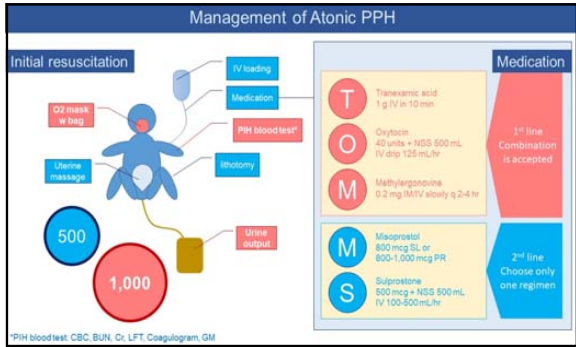 Management of Atonic PPH
Initial resuscitation
IV loading
Medication
O2 mask
w bag
PIH blood test*
Uterine
massage
lithotomy
Urine
output
500
1,000
*PIH blood test: CBC, BUN, Cr, LFT, Coagulogram, GM
Medication
T
Tranexamic acid
1 g IV in 10 min
O
Oxytocin
40 units + NSS 500 mL
IV drip 125 mL/hr
M
Methylergonovine
0.2 mg IM/IV slowly q 2-4 hr
1st line
Combination
is accepted
M
Misoprostol
800 mcg SL or
800-1,000 mcg PR
S
Sulprostone
500 mcg + NSS 500 mL
IV 100-500 mL/hr
2nd line
Choose only
one regimen